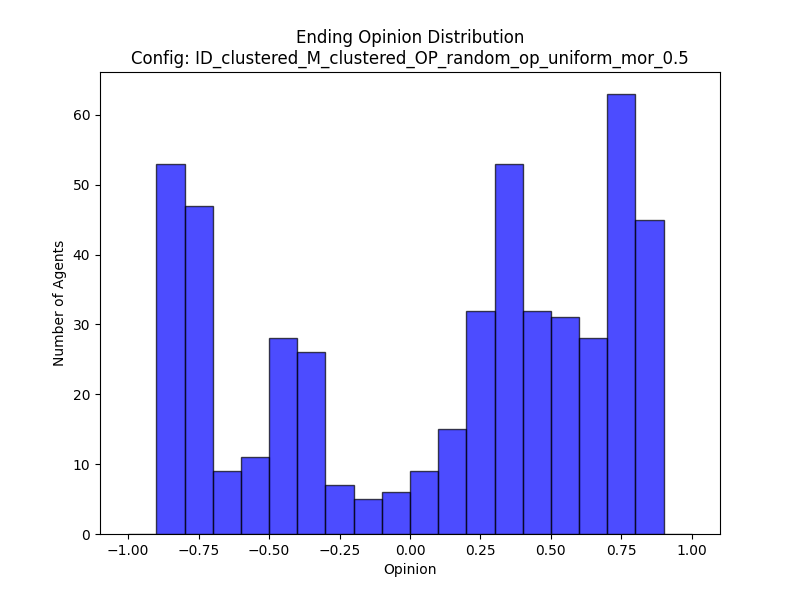 Ending Opinion Distribution
Config: ID_clustered_M_clustered_OP_random_op_uniform_mor_0.5
Number of Agents
60
50
40
30
20
10
0
−1.00 −0.75 −0.50 −0.25 0.00 0.25 0.50 0.75 1.00
Opinion